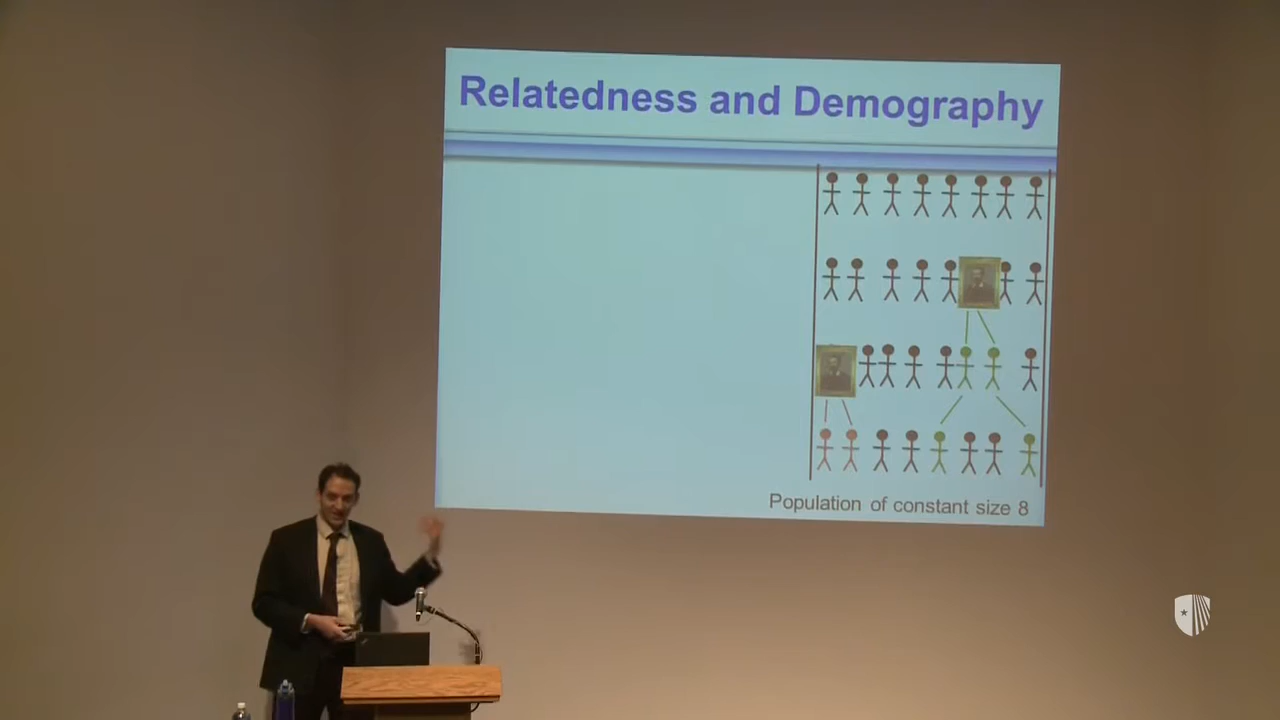 Relatedness and Demography
Population of constant size 8